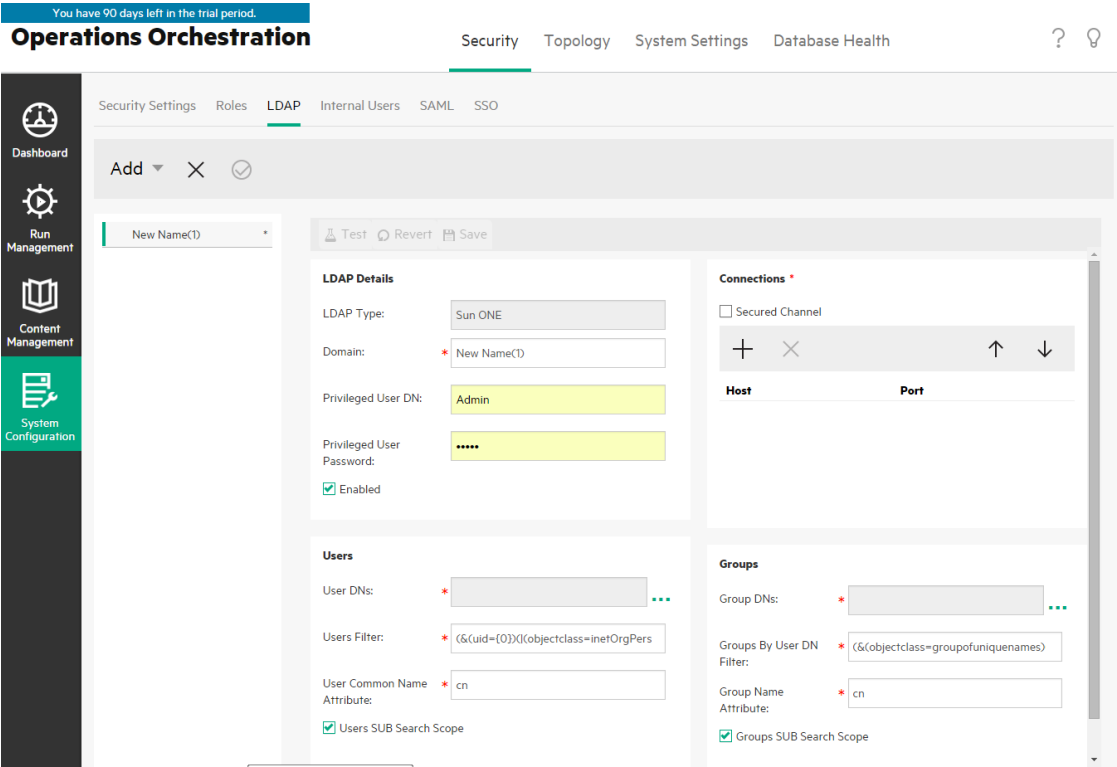 You have 90 days left in the trial period.
Operations Orchestration
Security Topology System Settings Database Health
?
Dashboard
Run
Management
Content
Management
System
Configuration
Security Settings Roles LDAP Internal Users SAML SSO
Add
New Name(1) *
Test Revert Save
LDAP Details
LDAP Type: Sun ONE
Domain: * New Name(1)
Privileged User DN: Admin
Privileged User
Password: •••••
Enabled
Connections *
Secured Channel
Host Port
Users
User DNs: * ...
Users Filter: * (&(uid={0})(|(objectclass=inetOrgPers
User Common Name
Attribute: * cn
Users SUB Search Scope
Groups
Group DNs: * ...
Groups By User DN
Filter: * (&(objectclass=groupofuniquenames)
Group Name
Attribute: * cn
Groups SUB Search Scope